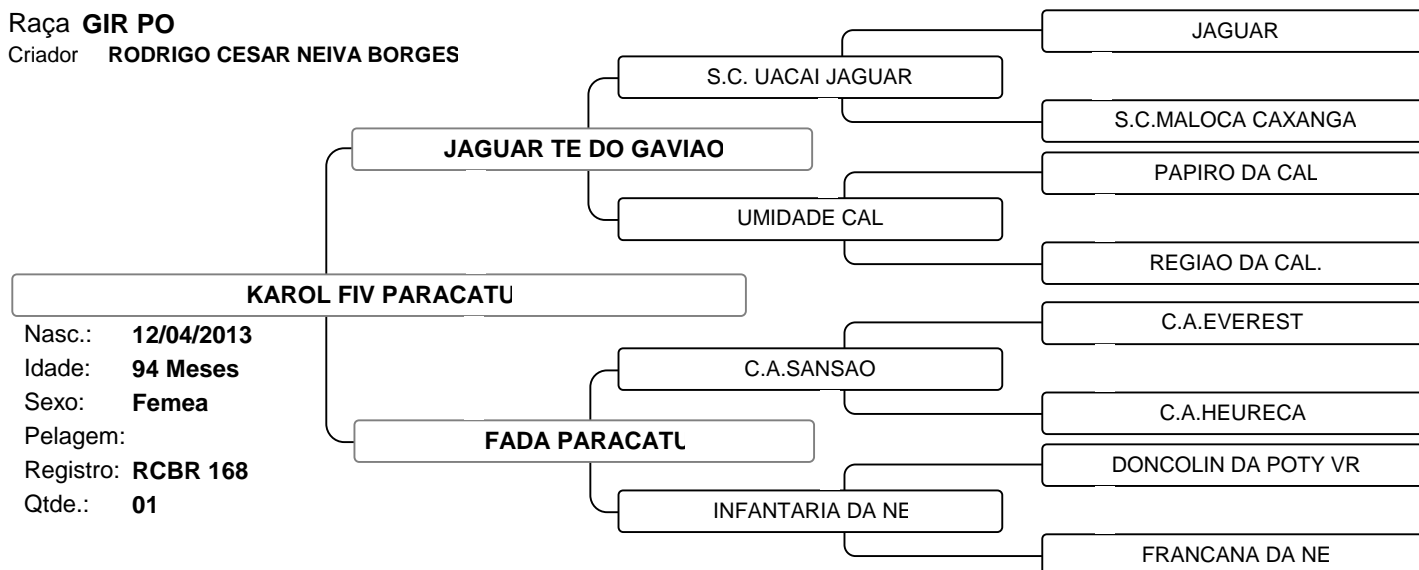 Raça GIR PO
Criador RODRIGO CESAR NEIVA BORGES
JAGUAR
S.C. UACAI JAGUAR
S.C.MALOCA CAXANGA
JAGUAR TE DO GAVIAO
PAPIRO DA CAL
UMIDADE CAL
REGIAO DA CAL.
KAROL FIV PARACATU
Nasc.: 12/04/2013
Idade: 94 Meses
Sexo: Femea
Pelagem:
Registro: RCBR 168
Qtde.: 01
C.A.EVEREST
C.A.SANSAO
C.A.HEURECA
FADA PARACATU
DONCOLIN DA POTY VR
INFANTARIA DA NE
FRANCANA DA NE